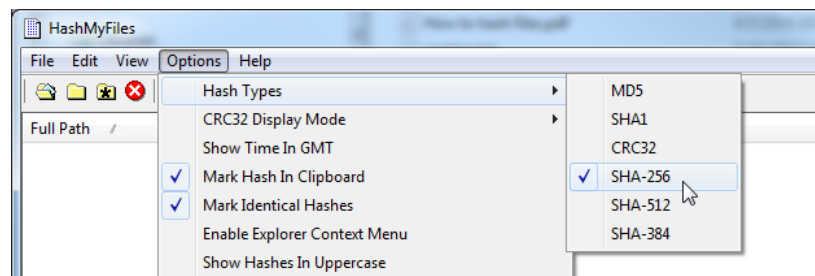 HashMyFiles
File Edit View Options Help
Hash Types
MD5
CRC32 Display Mode
SHA1
Full Path
Show Time In GMT
CRC32
Mark Hash In Clipboard
SHA-256
Mark Identical Hashes
SHA-512
Enable Explorer Context Menu
SHA-384
Show Hashes In Uppercase